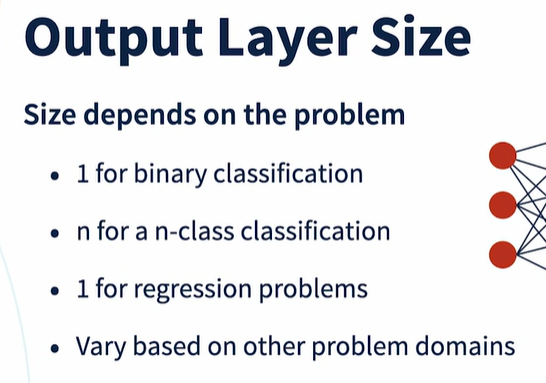 Output Layer Size
Size depends on the problem
• 1 for binary classification
• n for a n-class classification
• 1 for regression problems
• Vary based on other problem domains